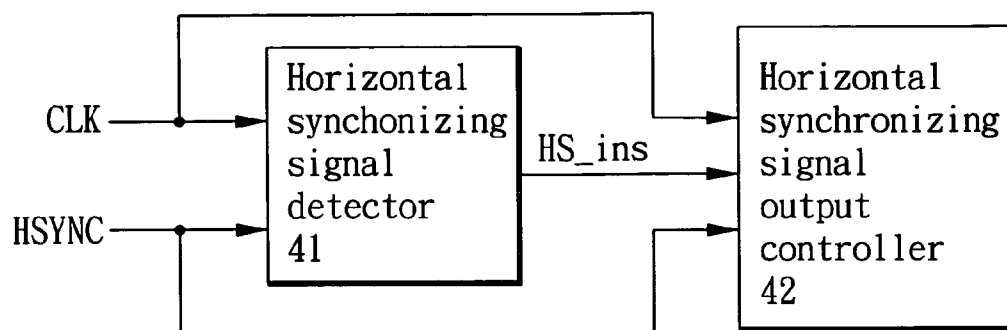 CLK
HSYNC
Horizontal
synchonizing
signal
detector
41
HS_ins
Horizontal
synchronizing
signal
output
controller
42